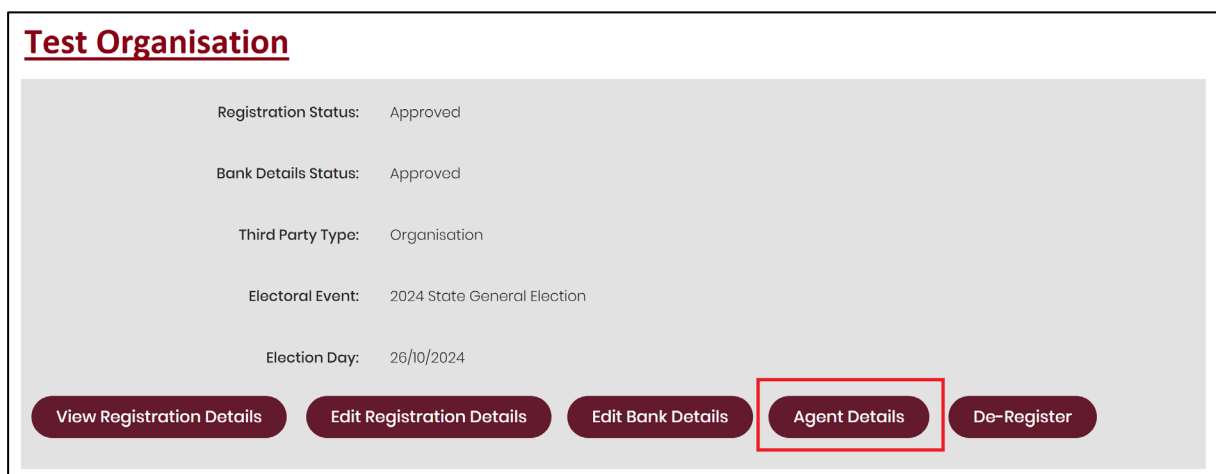 Test Organisation
Registration Status: Approved
Bank Details Status: Approved
Third Party Type: Organisation
Electoral Event: 2024 State General Election
Election Day: 26/10/2024
View Registration Details Edit Registration Details Edit Bank Details Agent Details De-Register